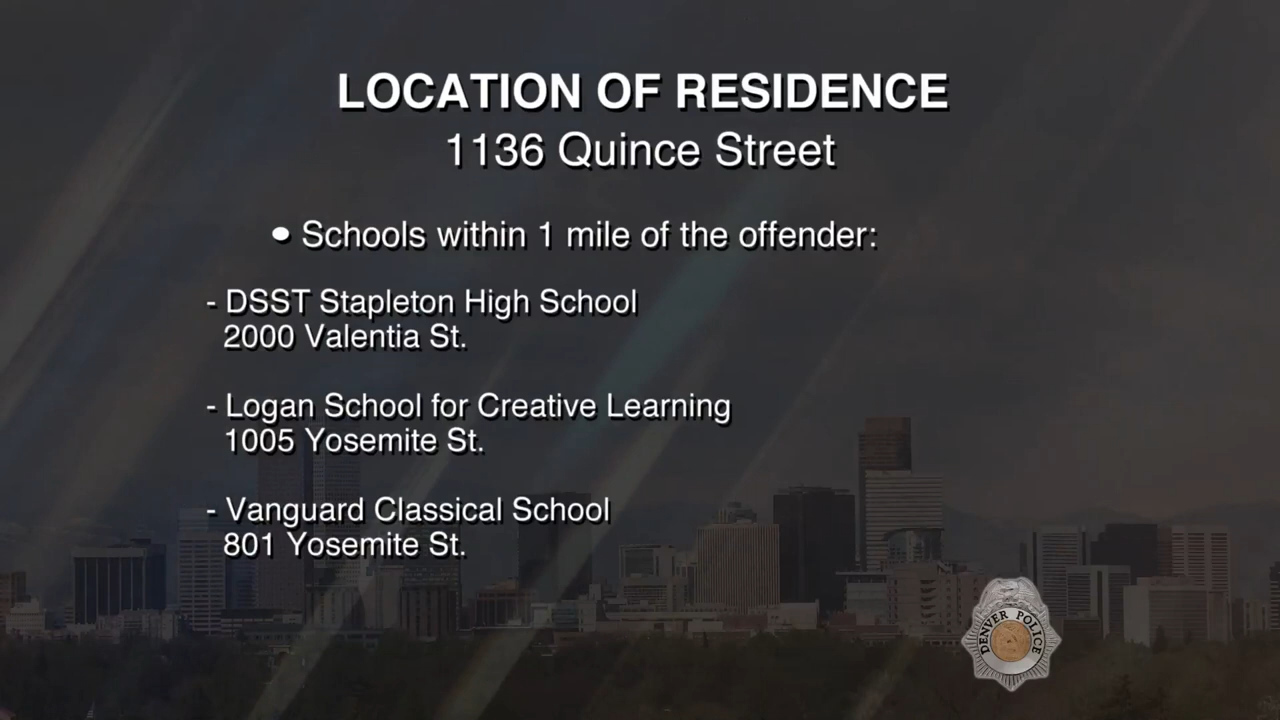 LOCATION OF RESIDENCE
1136 Quince Street
• Schools within 1 mile of the offender:
- DSST Stapleton High School
2000 Valentia St.
- Logan School for Creative Learning
1005 Yosemite St.
- Vanguard Classical School
801 Yosemite St.
DENVER POLICE